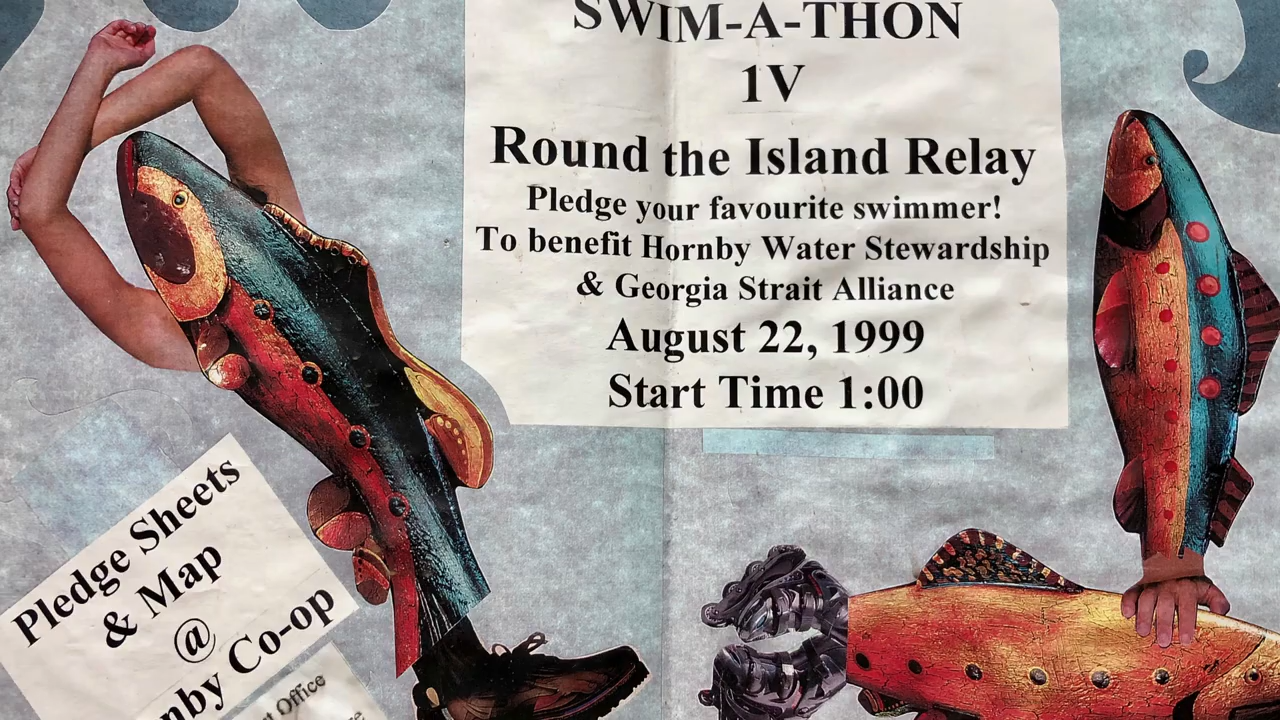 SWIM-A-THON
1V
Round the Island Relay
Pledge your favourite swimmer!
To benefit Hornby Water Stewardship
& Georgia Strait Alliance
August 22, 1999
Start Time 1:00
Pledge Sheets
& Map
@
nby Co-op
t Office